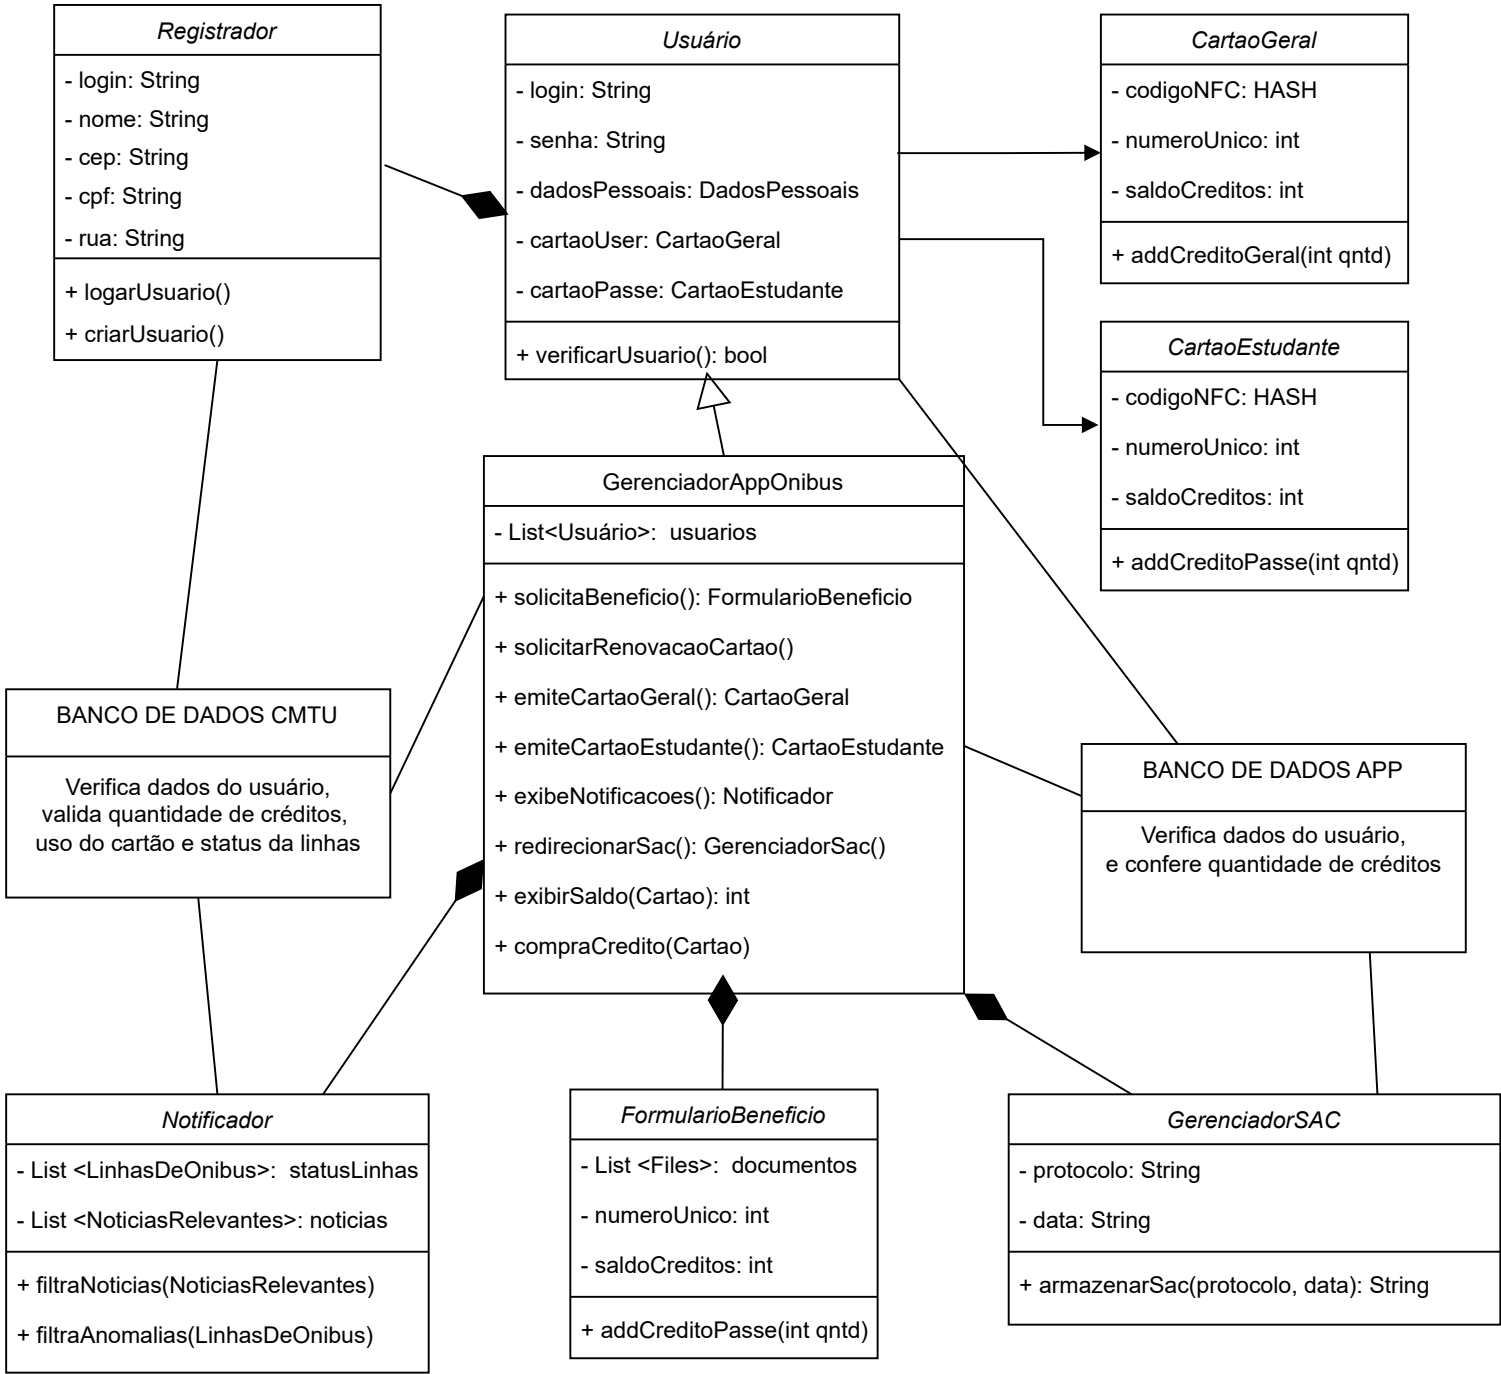 Registrador
- login: String
- nome: String
- cep: String
- cpf: String
- rua: String
+ logarUsuario()
+ criarUsuario()
Usuário
- login: String
- senha: String
- dadosPessoais: DadosPessoais
- cartaoUser: CartaoGeral
- cartaoPasse: CartaoEstudante
+ verificarUsuario(): bool
CartaoGeral
- codigoNFC: HASH
- numeroUnico: int
- saldoCreditos: int
+ addCreditoGeral(int qntd)
CartaoEstudante
- codigoNFC: HASH
- numeroUnico: int
- saldoCreditos: int
+ addCreditoPasse(int qntd)
GerenciadorAppOnibus
- List<Usuário>: usuarios
+ solicitaBeneficio(): FormularioBeneficio
+ solicitarRenovacaoCartao()
+ emiteCartaoGeral(): CartaoGeral
+ emiteCartaoEstudante(): CartaoEstudante
+ exibeNotificacoes(): Notificador
+ redirecionarSac(): GerenciadorSac()
+ exibirSaldo(Cartao): int
+ compraCredito(Cartao)
BANCO DE DADOS CMTU
Verifica dados do usuário,
valida quantidade de créditos,
uso do cartão e status da linhas
BANCO DE DADOS APP
Verifica dados do usuário,
e confere quantidade de créditos
Notificador
- List <LinhasDeOnibus>: statusLinhas
- List <NoticiasRelevantes>: noticias
+ filtraNoticias(NoticiasRelevantes)
+ filtraAnomalias(LinhasDeOnibus)
FormularioBeneficio
- List <Files>: documentos
- numeroUnico: int
- saldoCreditos: int
+ addCreditoPasse(int qntd)
GerenciadorSAC
- protocolo: String
- data: String
+ armazenarSac(protocolo, data): String